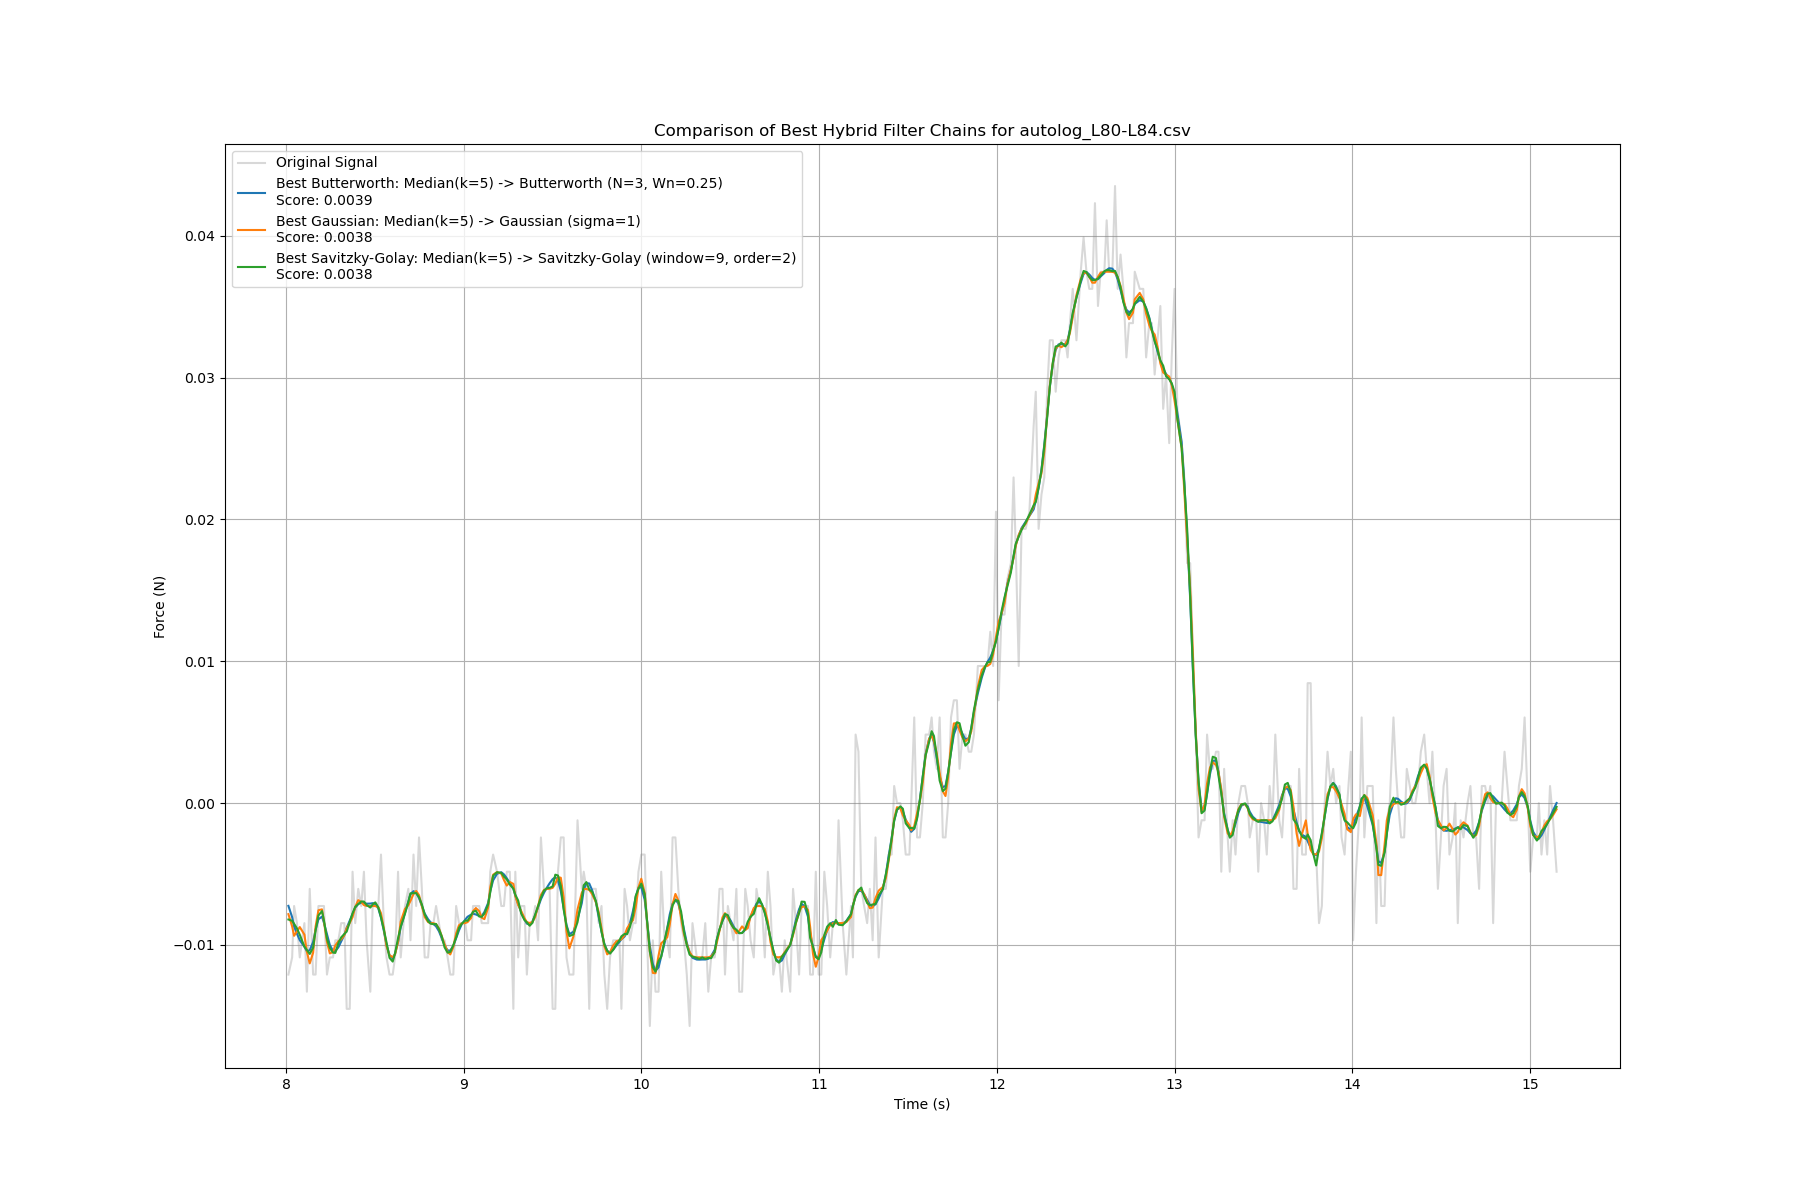 Comparison of Best Hybrid Filter Chains for autolog_L80-L84.csv
Original Signal
Best Butterworth: Median(k=5) -> Butterworth (N=3, Wn=0.25)
Score: 0.0039
Best Gaussian: Median(k=5) -> Gaussian (sigma=1)
Score: 0.0038
Best Savitzky-Golay: Median(k=5) -> Savitzky-Golay (window=9, order=2)
Score: 0.0038
0.04
0.03
0.02
0.01
0.00
−0.01
Force (N)
8 9 10 11 12 13 14 15
Time (s)